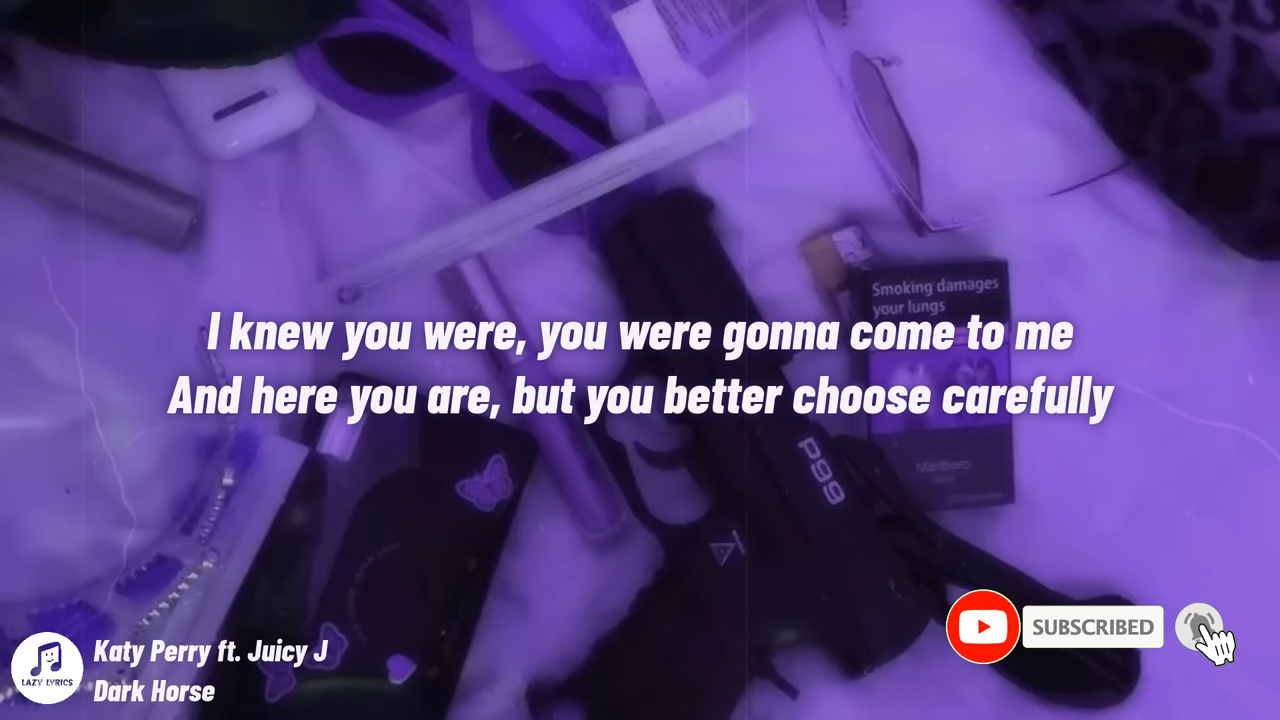 Smoking damages
your lungs
I knew you were, you were gonna come to me
And here you are, but you better choose carefully
P99
Marlboro
SUBSCRIBED
Katy Perry ft. Juicy J
Dark Horse
LAZY LYRICS